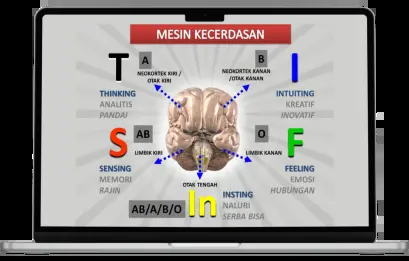 MESIN KECERDASAN
T
A
NEOKORTEK KIRI /
OTAK KIRI
THINKING
ANALITIS
PANDAI
B
I
NEOKORTEK KANAN
/OTAK KANAN
INTUITING
KREATIF
INOVATIF
S
AB
LIMBIK KIRI
SENSING
MEMORI
RAJIN
O
F
LIMBIK KANAN
FEELING
EMOSI
HUBUNGAN
OTAK TENGAH
AB/A/B/O
In
INSTING
NALURI
SERBA BISA